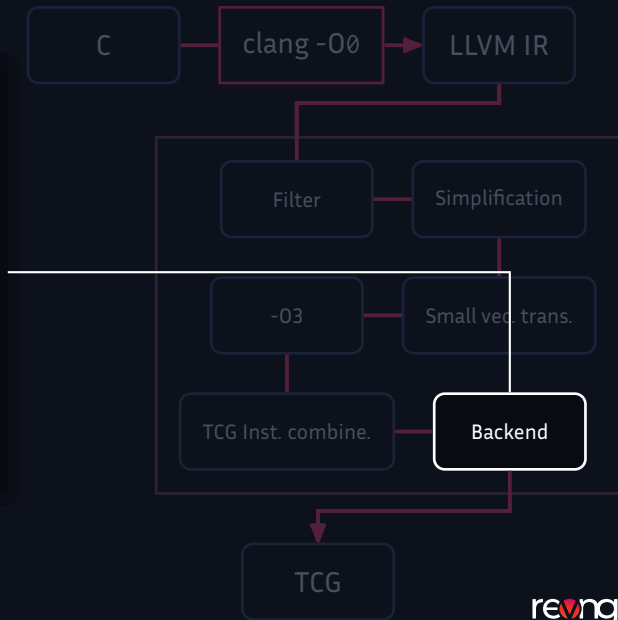 C
clang -O0
LLVM IR
Filter
Simplification
-O3
Small vec. trans.
TCG Inst. combine.
Backend
TCG
revng